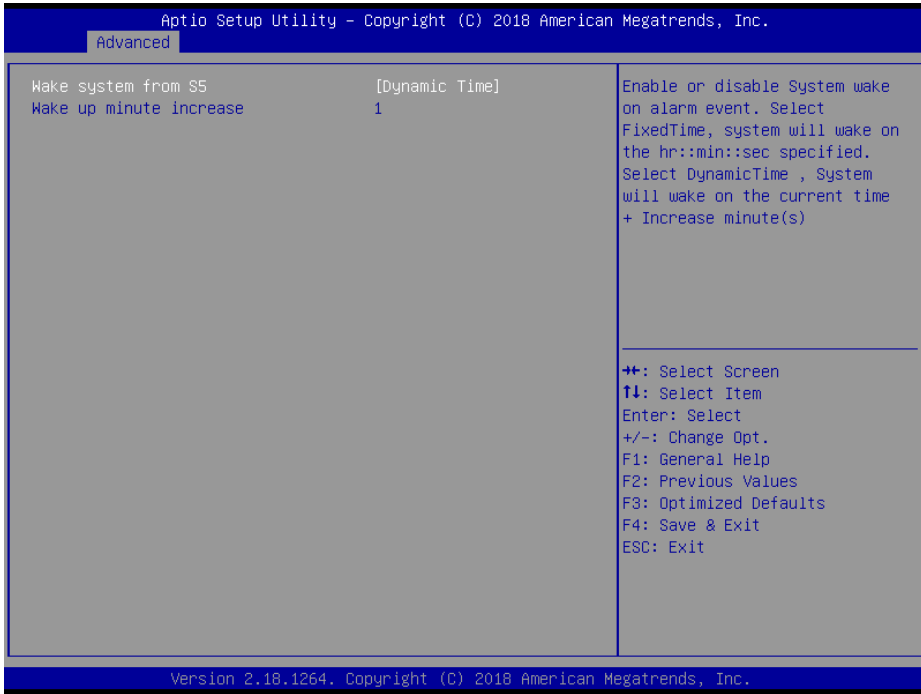 Aptio Setup Utility – Copyright (C) 2018 American Megatrends, Inc.
Advanced
Wake system from S5 [Dynamic Time]
Wake up minute increase 1
Enable or disable System wake
on alarm event. Select
FixedTime, system will wake on
the hr::min::sec specified.
Select DynamicTime , System
will wake on the current time
+ Increase minute(s)
→←: Select Screen
↑↓: Select Item
Enter: Select
+/-: Change Opt.
F1: General Help
F2: Previous Values
F3: Optimized Defaults
F4: Save & Exit
ESC: Exit
Version 2.18.1264. Copyright (C) 2018 American Megatrends, Inc.